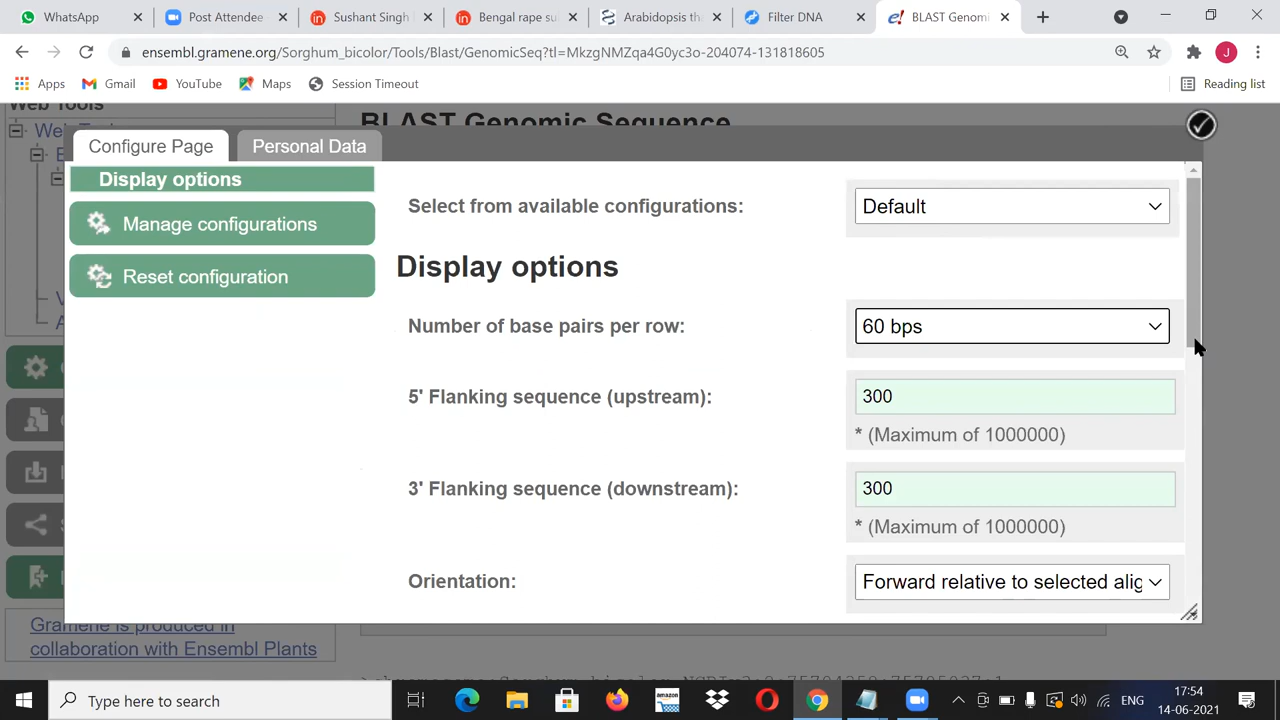 WhatsApp
Post Attendee -
Sushant Singh
Bengal rape su
Arabidopsis th
Filter DNA
BLAST Genomi
ensembl.gramene.org/Sorghum_bicolor/Tools/Blast/GenomicSeq?tl=MkzgNMZqa4G0yc3o-204074-131818605
J
Apps
Gmail
YouTube
Maps
Session Timeout
Reading list
Web Tools
BLAST Genomic Sequence
We
Configure Page
Personal Data
Display options
Manage configurations
Reset configuration
Select from available configurations:
Default
Display options
Number of base pairs per row:
60 bps
5' Flanking sequence (upstream):
300
* (Maximum of 1000000)
3' Flanking sequence (downstream):
300
* (Maximum of 1000000)
Orientation:
Forward relative to selected alig
Gramene is produced in
collaboration with Ensembl Plants
Type here to search
amazon
ENG
17:54
14-06-2021